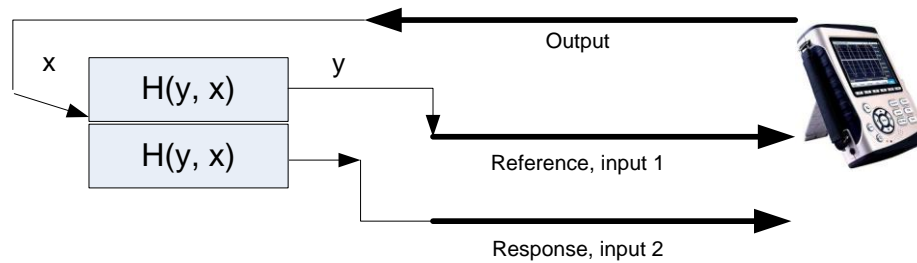 Output
x
y
H(y, x)
H(y, x)
Reference, input 1
Response, input 2